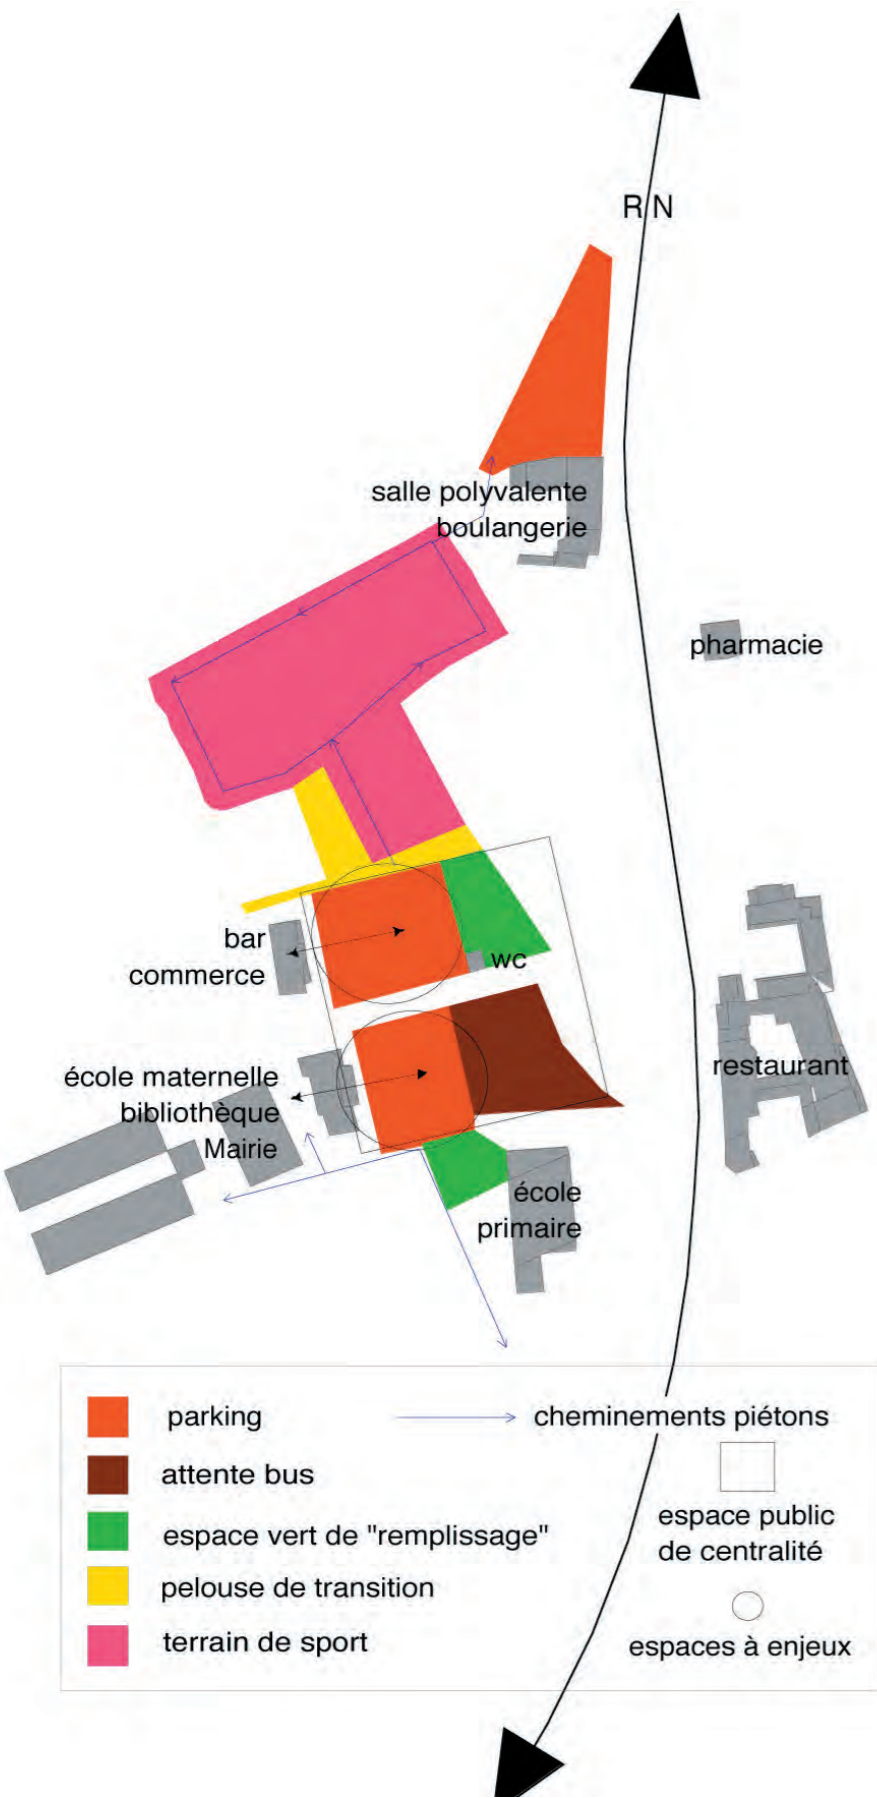 R N
salle polyvalente
boulangerie
pharmacie
bar
commerce
wc
école maternelle
bibliothèque
Mairie
restaurant
école
primaire
parking
cheminements piétons
attente bus
espace vert de "remplissage"
espace public
de centralité
pelouse de transition
terrain de sport
espaces à enjeux